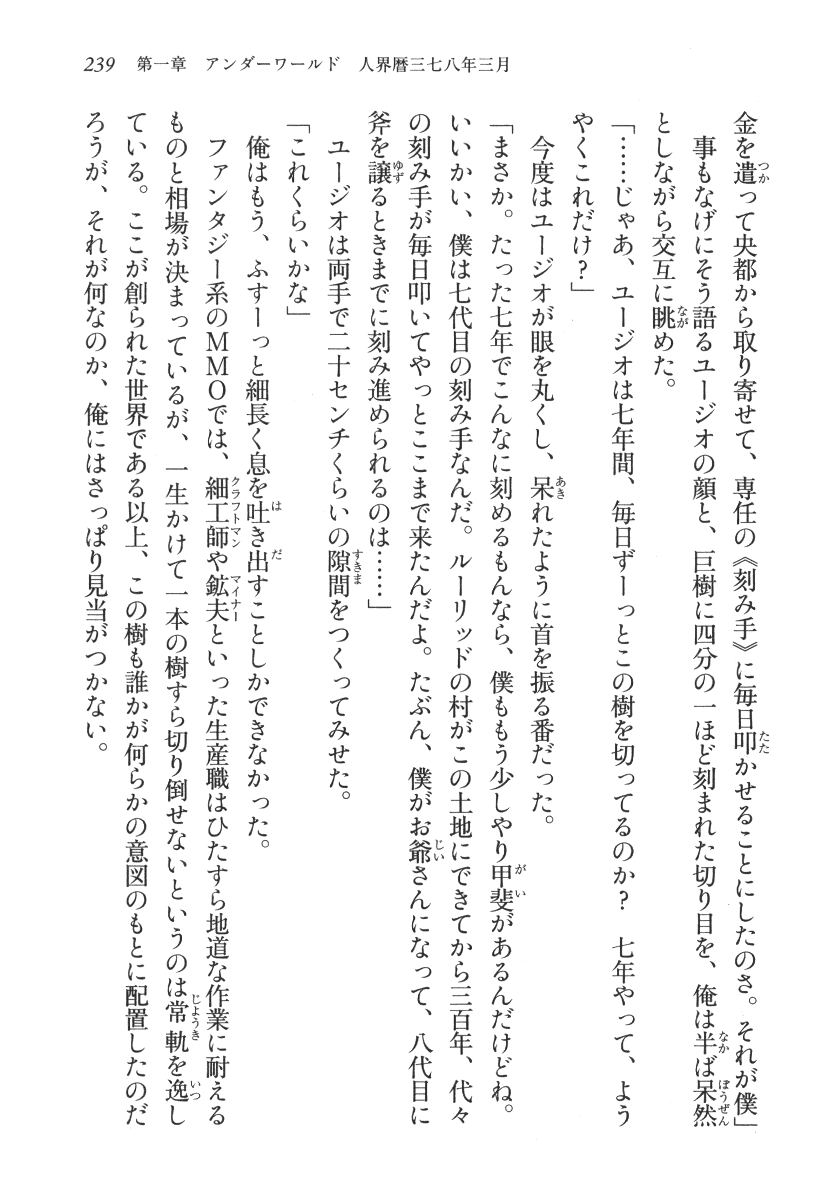 239 第一章 アンダーワールド 人界暦三七八年三月
金を遣って央都から取り寄せて、専任の《刻み手》に毎日叩かせることにしたのさ。それが僕」
事もなげにそう語るユージオの顔と、巨樹に四分の一ほど刻まれた切り目を、俺は半ば呆然
としながら交互に眺めた。
「……じゃあ、ユージオは七年間、毎日ずーっとこの樹を切ってるのか? 七年やって、よう
やくこれだけ?」
今度はユージオが眼を丸くし、呆れたように首を振る番だった。
「まさか。たった七年でこんなに刻めるもんなら、僕ももう少しやり甲斐があるんだけどね。
いいかい、僕は七代目の刻み手なんだ。ルーリッドの村がこの土地にできてから三百年、代々
の刻み手が毎日叩いてやっとここまで来たんだよ。たぶん、僕がお爺さんになって、八代目に
斧を譲るときまでに刻み進められるのは……」
ユージオは両手で二十センチくらいの隙間をつくってみせた。
「これくらいかな」
俺はもう、ふすーっと細長く息を吐き出すことしかできなかった。
ファンタジー系のMMOでは、細工師や鉱夫といった生産職はひたすら地道な作業に耐える
ものと相場が決まっているが、一生かけて一本の樹すら切り倒せないというのは常軌を逸し
ている。ここが創られた世界である以上、この樹も誰かが何らかの意図のもとに配置したのだ
ろうが、それが何なのか、俺にはさっぱり見当がつかない。